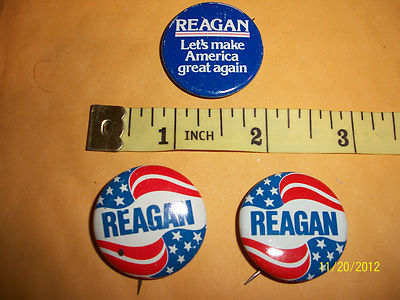 REAGAN
Let's make
America
great again
1 INCH 2 3
REAGAN
REAGAN
11/20/2012